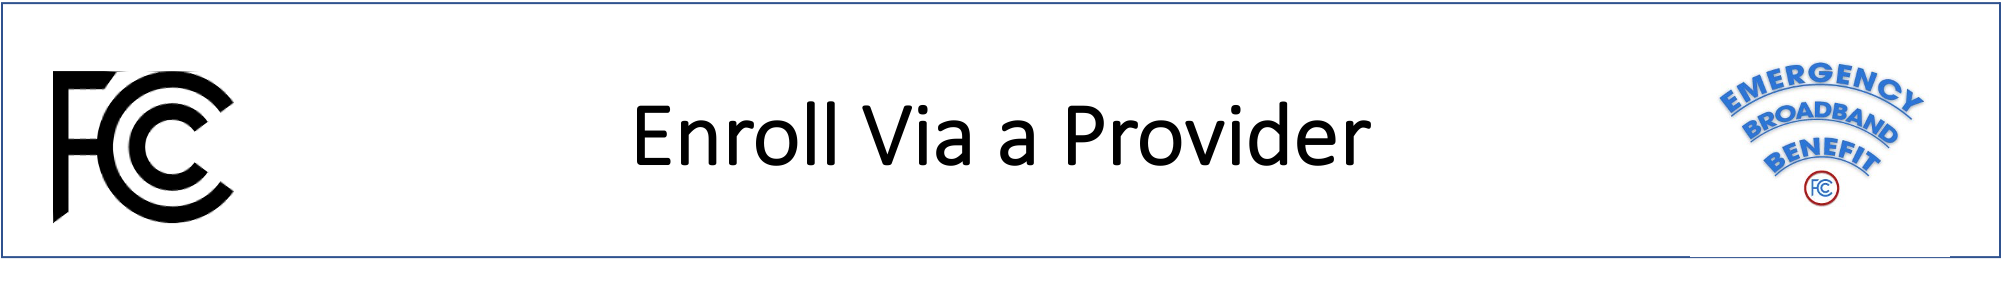 FCC
Enroll Via a Provider
EMERGENCY
BROADBAND
BENEFIT
FCC